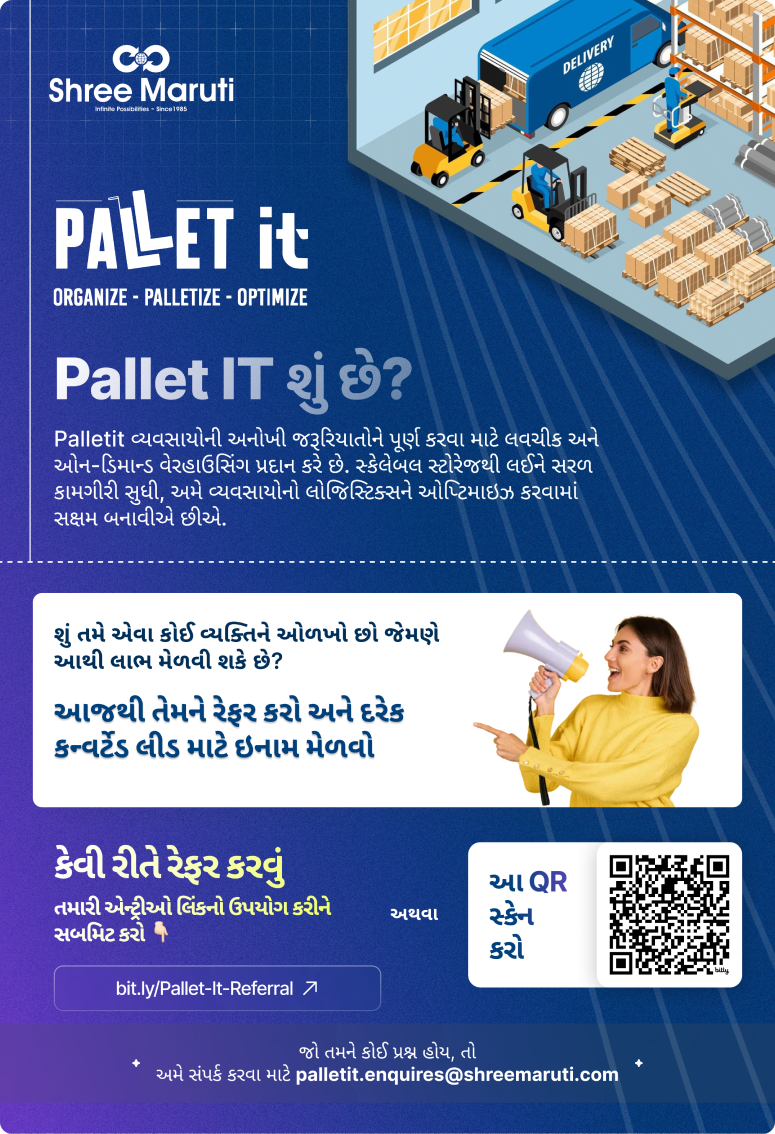 Shree Maruti
Infinite Possibilities - Since1985
DELIVERY
PALLET it
ORGANIZE - PALLETIZE - OPTIMIZE
Pallet IT શું છે?
Palletit વ્યવસાયોની અનોખી જરૂરિયાતોને પૂર્ણ કરવા માટે લવચીક અને
ઓન-ડિમાન્ડ વેરહાઉસિંગ પ્રદાન કરે છે. સ્કેલેબલ સ્ટોરેજથી લઈને સરળ
કામગીરી સુધી, અમે વ્યવસાયોનો લોજિસ્ટિક્સને ઓપ્ટિમાઇઝ કરવામાં
સક્ષમ બનાવીએ છીએ.
શું તમે એવા કોઈ વ્યક્તિને ઓળખો છો જેમણે
આથી લાભ મેળવી શકે છે?
આજથી તેમને રેફર કરો અને દરેક
કન્વર્ટેડ લીડ માટે ઇનામ મેળવો
કેવી રીતે રેફર કરવું
તમારી એન્ટ્રીઓ લિંકનો ઉપયોગ કરીને
સબમિટ કરો 👇🏻
bit.ly/Pallet-It-Referral
અથવા
આ QR
સ્કેન
કરો
bitly
જો તમને કોઈ પ્રશ્ન હોય, તો
અમે સંપર્ક કરવા માટે palletit.enquires@shreemaruti.com